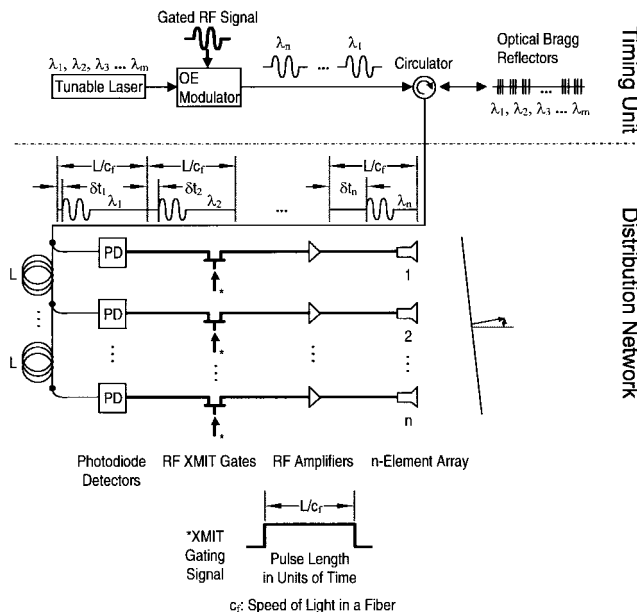 Gated RF Signal
λ1, λ2, λ3 ... λm
Tunable Laser
OE
Modulator
λn ... λ1
Circulator
Optical Bragg
Reflectors
...
λ1, λ2, λ3 ... λm
Timing Unit
L/cf L/cf L/cf
δt1 λ1 δt2 λ2 ... δtn λn
Distribution Network
L
PD
*
1
...
PD
*
2
... ... ... ...
L
PD
*
n
Photodiode
Detectors
RF XMIT Gates
RF Amplifiers
n-Element Array
L/cf
*XMIT
Gating
Signal
Pulse Length
in Units of Time
cf: Speed of Light in a Fiber